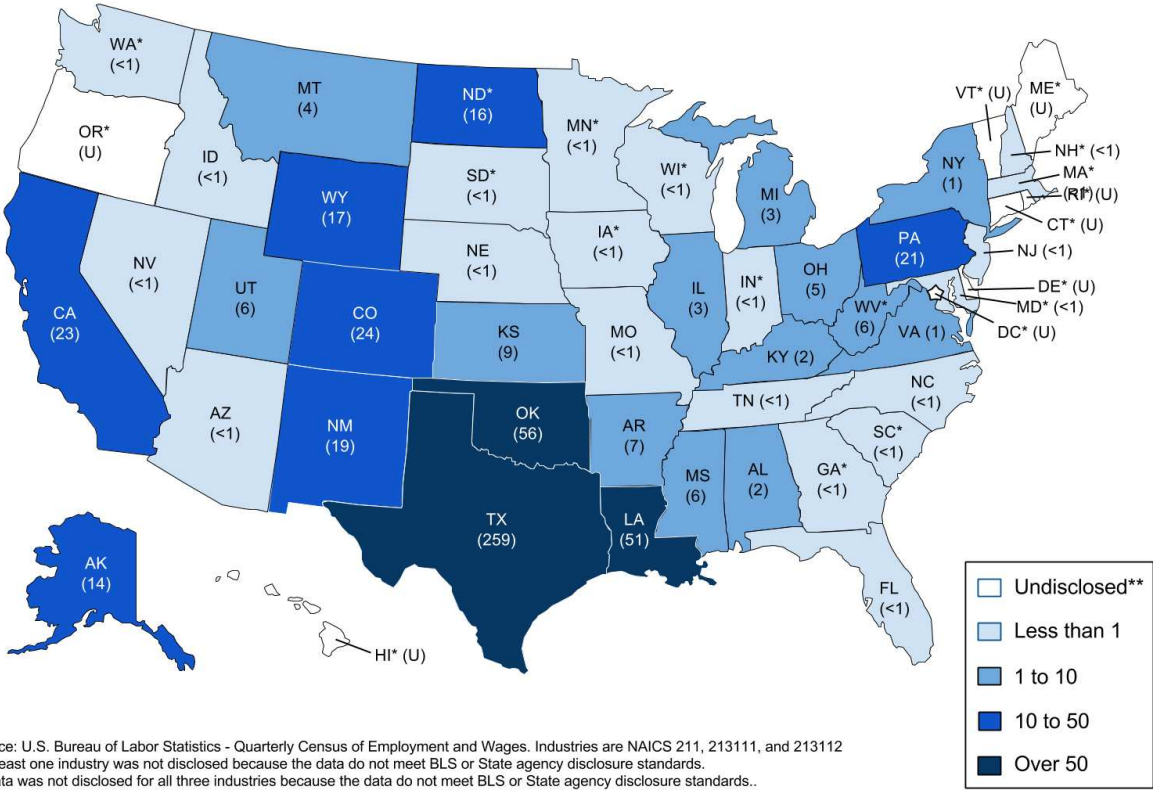 WA*
(<1)
MT
(4)
ND*
(16)
MN*
(<1)
VT* (U)
ME*
(U)
OR*
(U)
ID
(<1)
SD*
(<1)
WI*
(<1)
MI
(3)
NY
(1)
NH* (<1)
MA*
RI* (U)
CT* (U)
WY
(17)
IA*
(<1)
PA
(21)
NJ (<1)
NE
(<1)
NV
(<1)
UT
(6)
CA
(23)
CO
(24)
KS
(9)
MO
(<1)
IL
(3)
IN*
(<1)
OH
(5)
WV*
(6)
VA (1)
DE* (U)
MD* (<1)
DC* (U)
KY (2)
AZ
(<1)
NM
(19)
OK
(56)
AR
(7)
TN (<1)
NC
(<1)
SC*
(<1)
MS
(6)
AL
(2)
GA*
(<1)
TX
(259)
LA
(51)
FL
(<1)
AK
(14)
HI* (U)
Undisclosed**
Less than 1
1 to 10
10 to 50
Over 50
ce: U.S. Bureau of Labor Statistics - Quarterly Census of Employment and Wages. Industries are NAICS 211, 213111, and 213112
east one industry was not disclosed because the data do not meet BLS or State agency disclosure standards.
ta was not disclosed for all three industries because the data do not meet BLS or State agency disclosure standards..